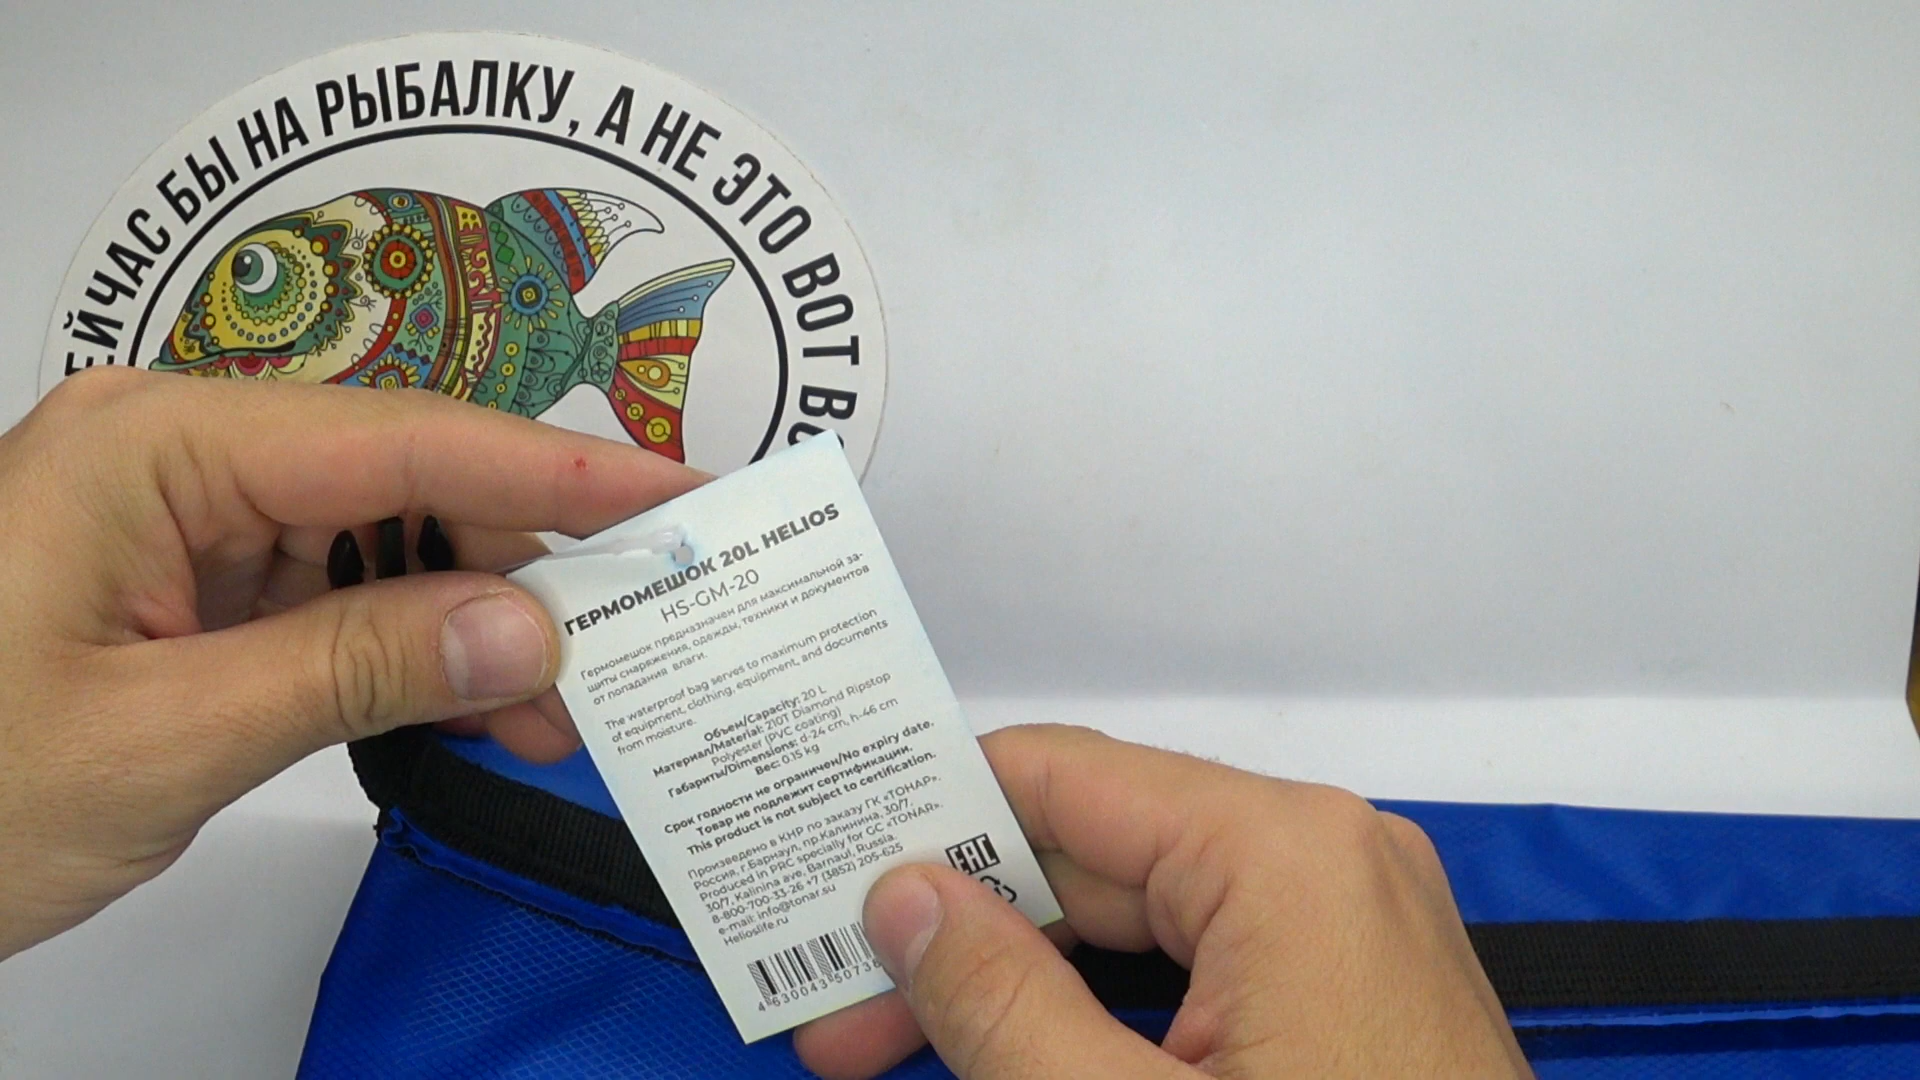 ЕЙЧАС БЫ НА РЫБАЛКУ, А НЕ ЭТО ВОТ ВС
ГЕРМОМЕШОК 20L HELIOS
HS-GM-20
Гермомешок предназначен для максимальной за-
щиты снаряжения, одежды, техники и документов
от попадания влаги.
The waterproof bag serves to maximum protection
of equipment, clothing, equipment, and documents
from moisture.
Объем/Capacity: 20 L
Материал/Material: 210T Diamond Ripstop
Polyester (PVC coating)
Габариты/Dimensions: d-24 cm, h-46 cm
Вес: 0.15 kg
Срок годности не ограничен/No expiry date.
Товар не подлежит сертификации.
This product is not subject to certification.
Произведено в КНР по заказу ГК «ТОНАР».
Россия, г.Барнаул, пр.Калинина, 30/7.
Produced in PRC specially for GC «TONAR».
30/7, Kalinina ave, Barnaul, Russia.
8-800-700-33-26 +7 (3852) 205-625
e-mail: info@tonar.su
Helioslife.ru
EAC
4 630043 50736